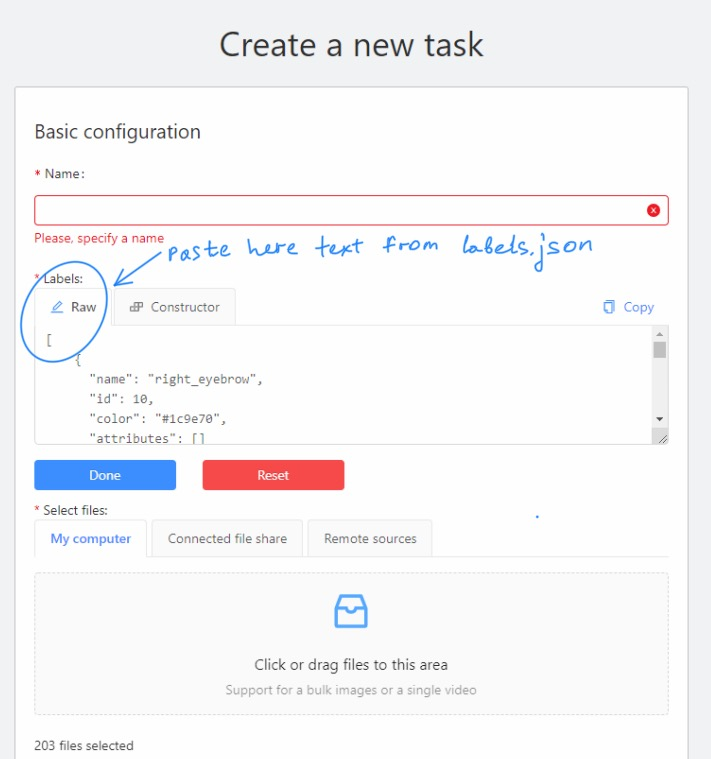 Create a new task
Basic configuration
* Name:
Please, specify a name
paste here text from labels.json
* Labels:
Raw
Constructor
Copy
[
{
"name": "right_eyebrow",
"id": 10,
"color": "#1c9e70",
"attributes": []
Done
Reset
* Select files:
My computer
Connected file share
Remote sources
Click or drag files to this area
Support for a bulk images or a single video
203 files selected